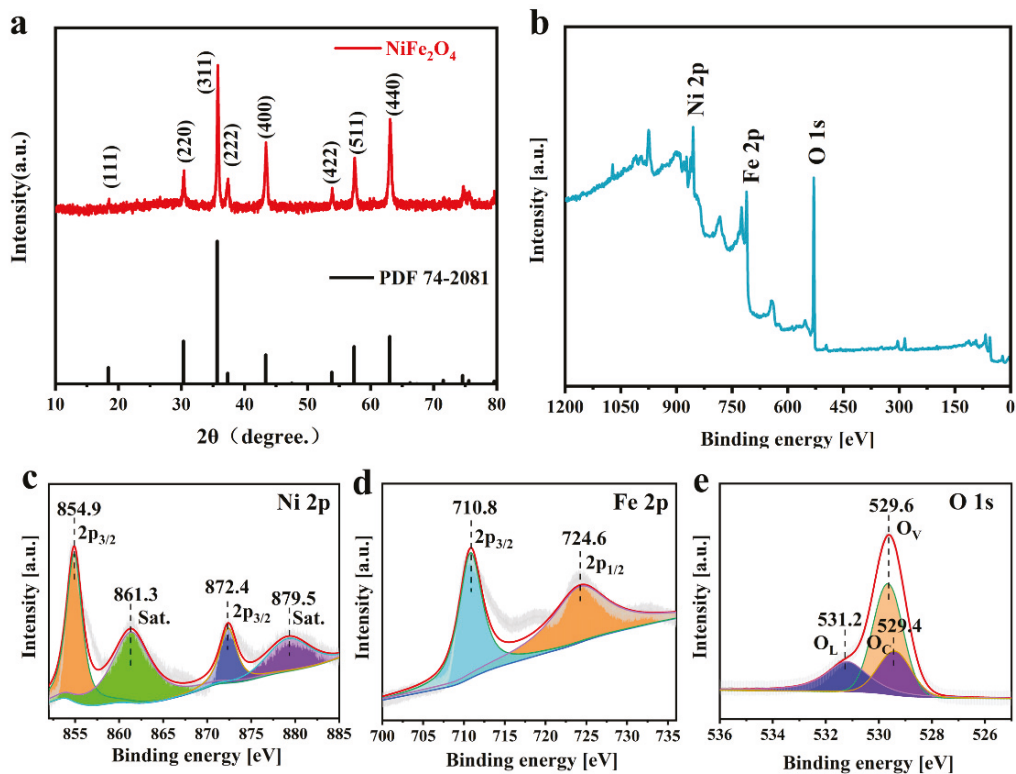 a
NiFe₂O₄
(111)
(220)
(311)
(222)
(400)
(422)
(511)
(440)
PDF 74-2081
Intensity(a.u.)
10 20 30 40 50 60 70 80
2θ（degree.）
b
Ni 2p
Fe 2p
O 1s
Intensity [a.u.]
1200 1050 900 750 600 450 300 150 0
Binding energy [eV]
c
Ni 2p
854.9
2p₃/₂
861.3
Sat.
872.4
2p₃/₂
879.5
Sat.
Intensity [a.u.]
855 860 865 870 875 880 885
Binding energy [eV]
d
Fe 2p
710.8
2p₃/₂
724.6
2p₁/₂
Intensity [a.u.]
700 705 710 715 720 725 730 735
Binding energy [eV]
e
O 1s
529.6
O_V
531.2
O_L
529.4
O_C
Intensity [a.u.]
536 534 532 530 528 526
Binding energy [eV]